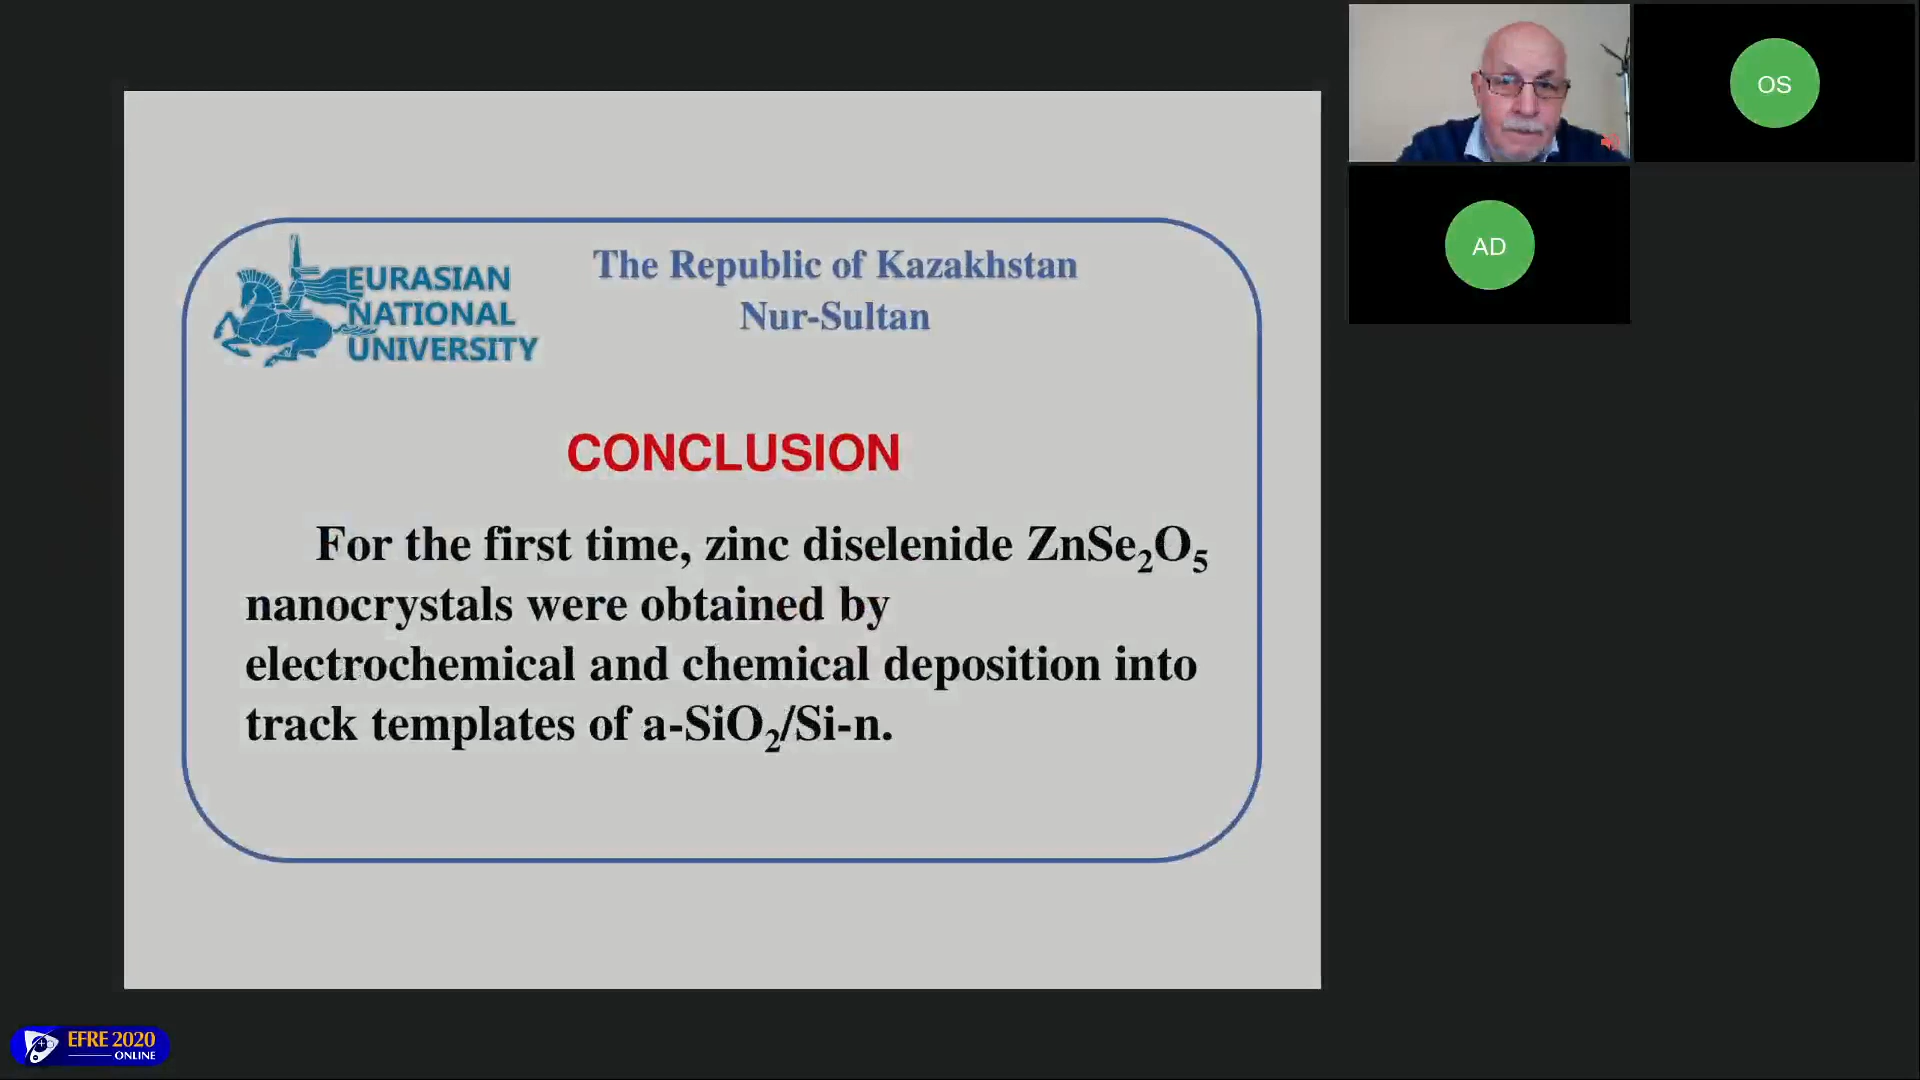 EURASIAN
NATIONAL
UNIVERSITY
The Republic of Kazakhstan
Nur-Sultan
CONCLUSION
For the first time, zinc diselenide ZnSe₂O₅
nanocrystals were obtained by
electrochemical and chemical deposition into
track templates of a-SiO₂/Si-n.
OS
AD
EFRE 2020
ONLINE